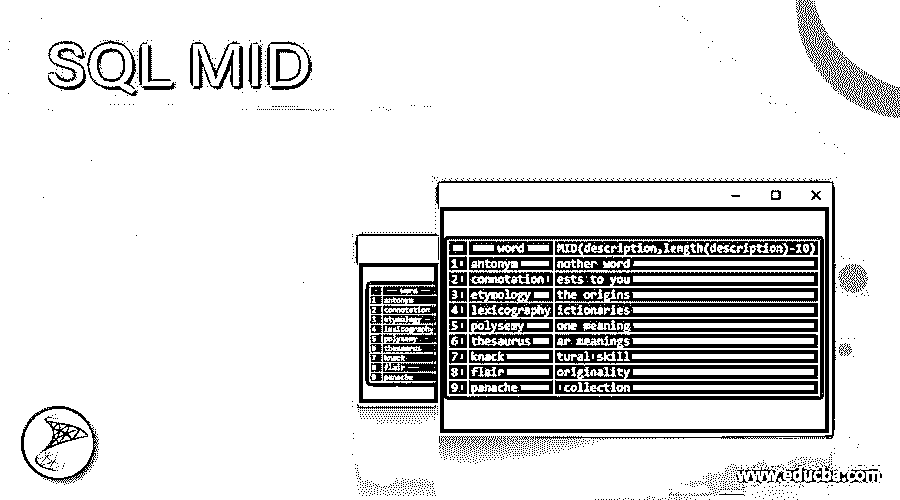 SQL MID
word MID(description,length(description)-10)
1 antonym nother word
2 connotation ests to you
3 etymology the origins
4 lexicography ictionaries
5 polysemy one meaning
6 thesaurus ar meanings
7 knack tural skill
8 flair originality
9 panache collection
word
1 antonym
2 connotation
3 etymology
4 lexicography
5 polysemy
6 thesaurus
7 knack
8 flair
9 panache
www.educba.com